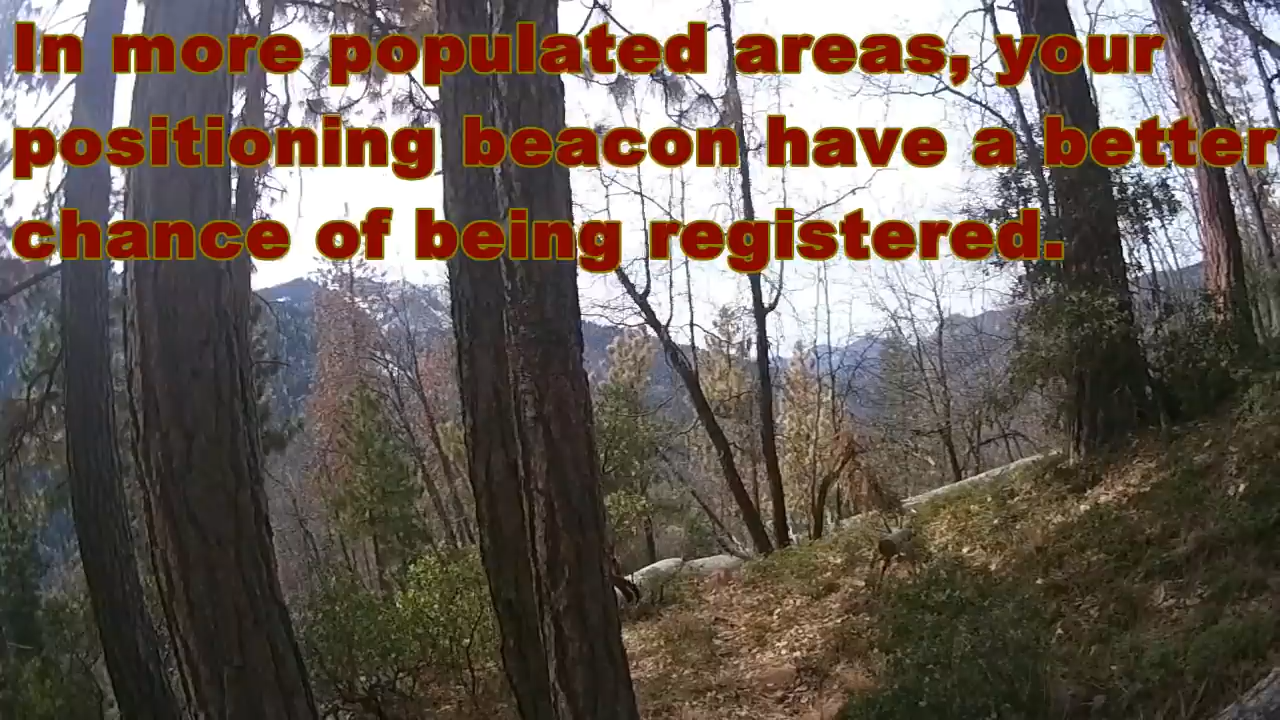 In more populated areas, your
positioning beacon have a better
chance of being registered.